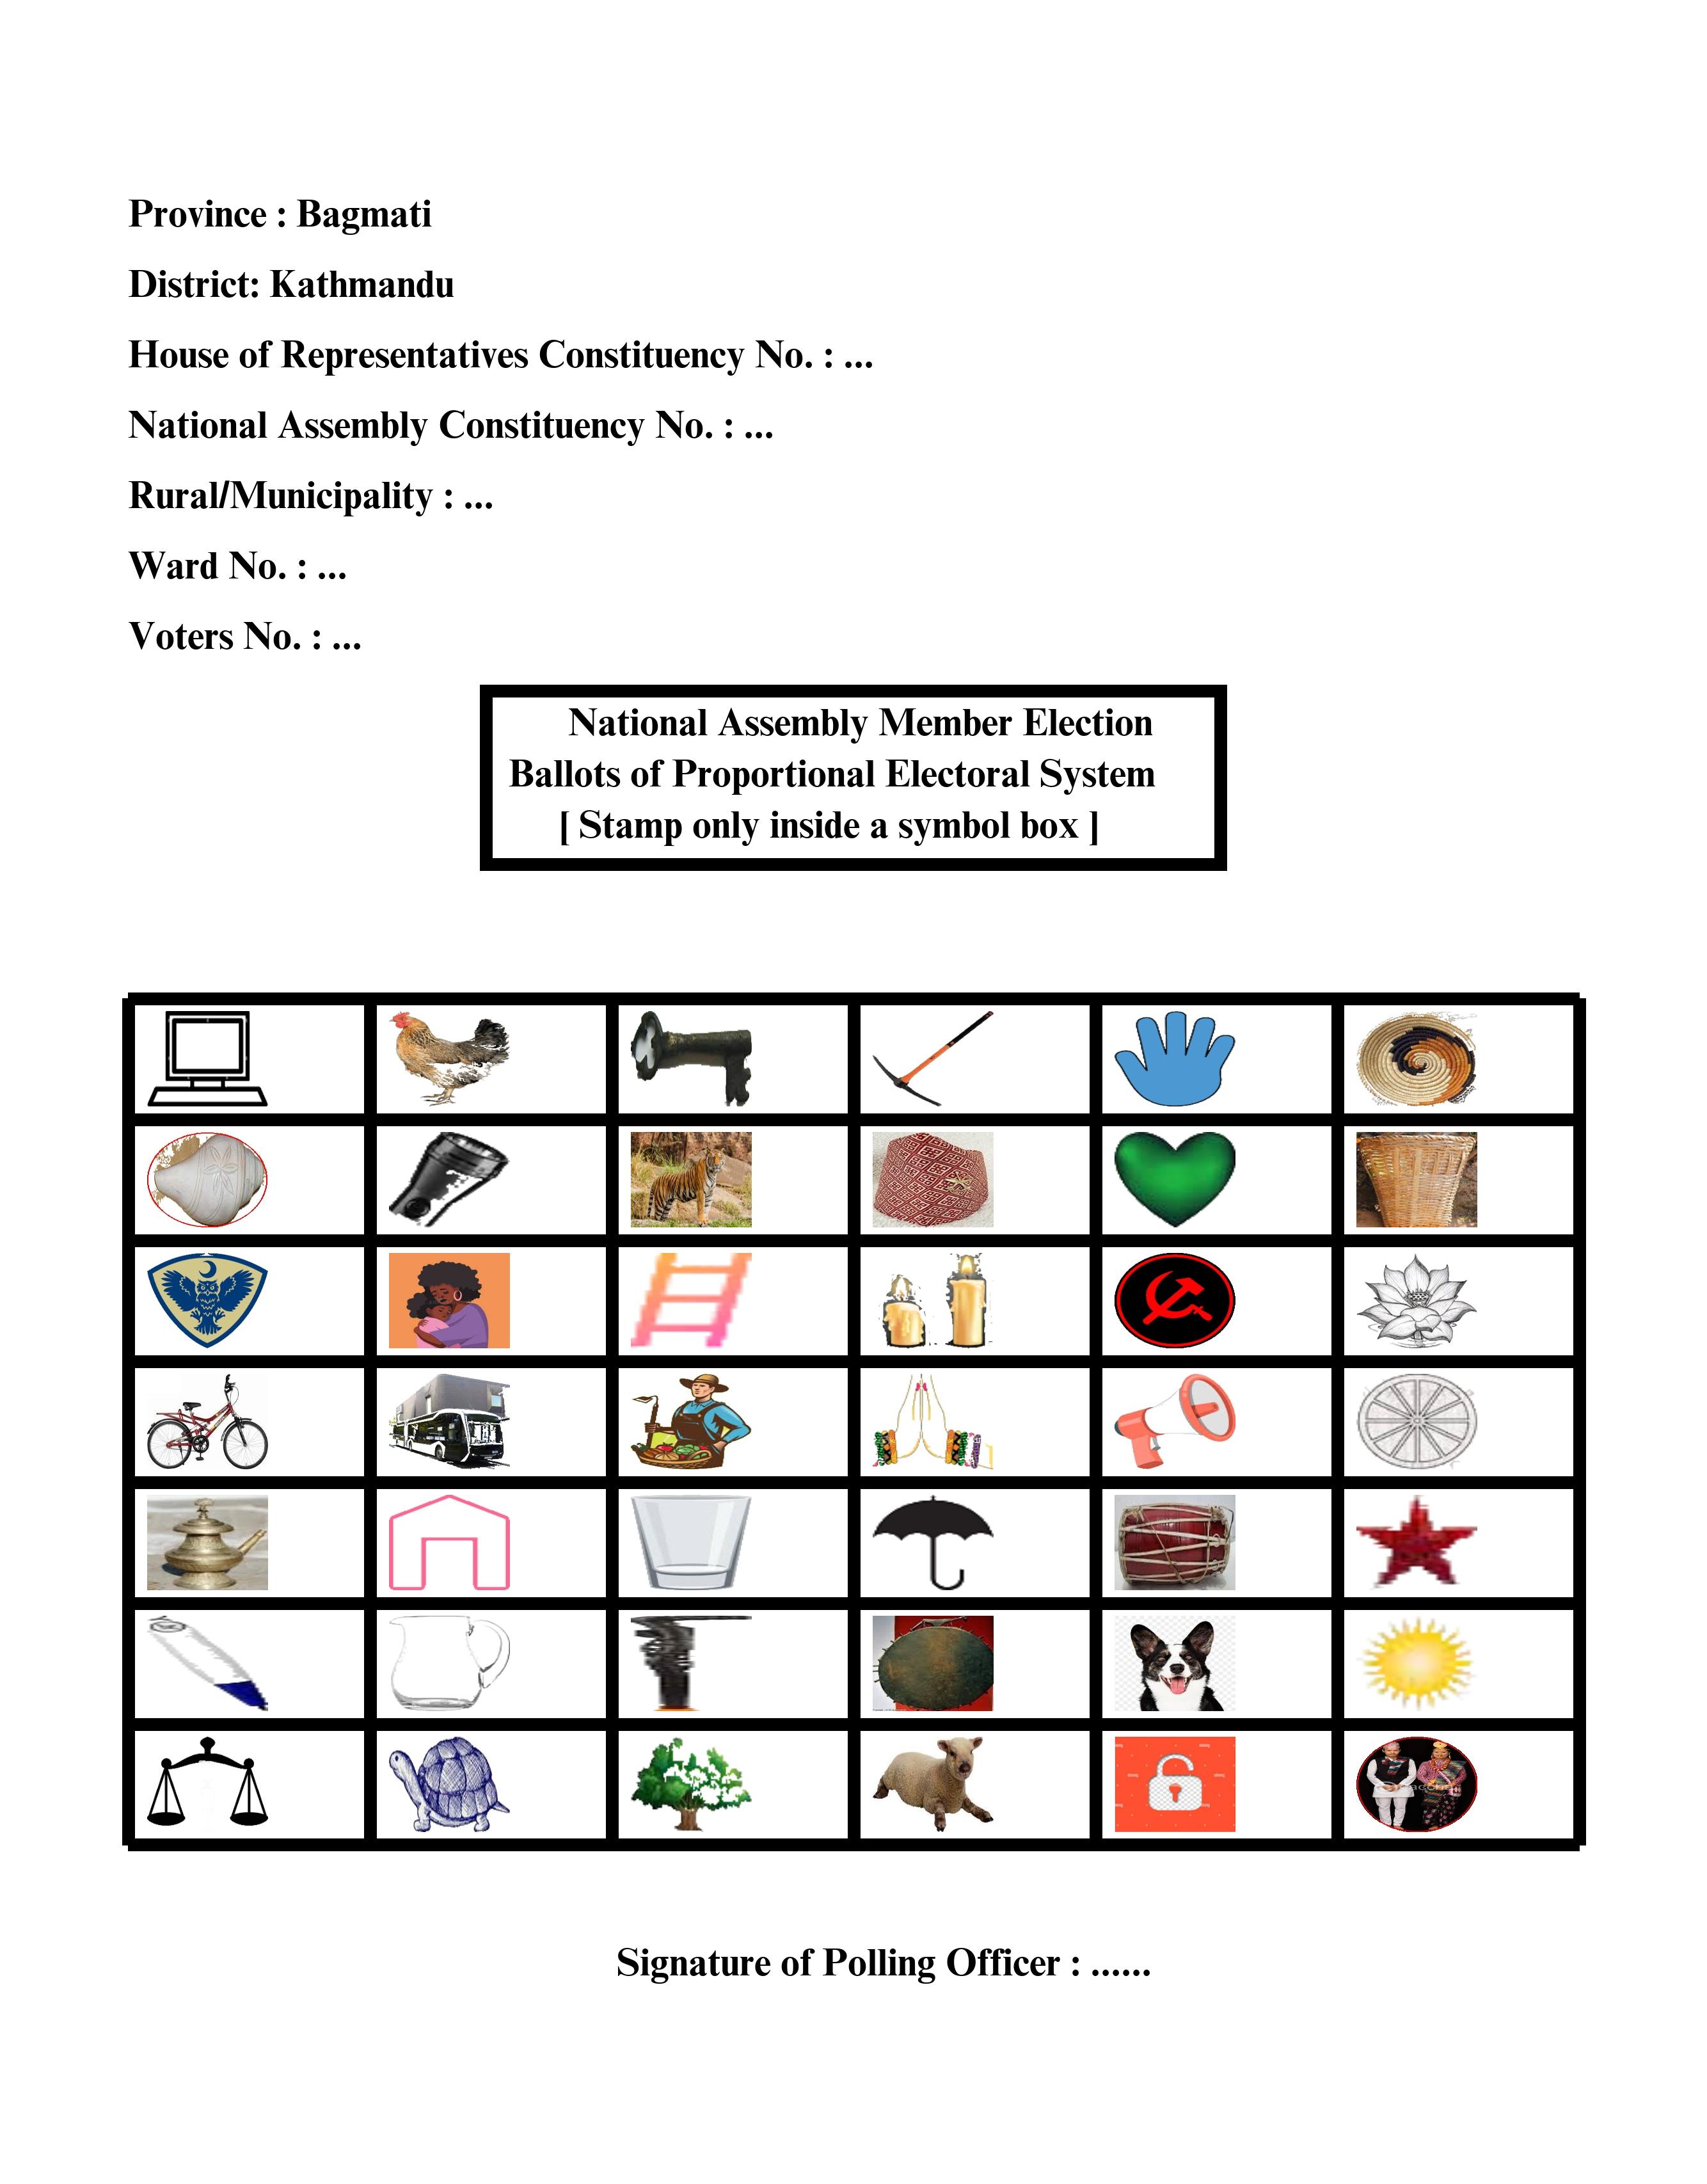 Province : Bagmati
District: Kathmandu
House of Representatives Constituency No. : ...
National Assembly Constituency No. : ...
Rural/Municipality : ...
Ward No. : ...
Voters No. : ...
National Assembly Member Election
Ballots of Proportional Electoral System
[ Stamp only inside a symbol box ]
Signature of Polling Officer : ......